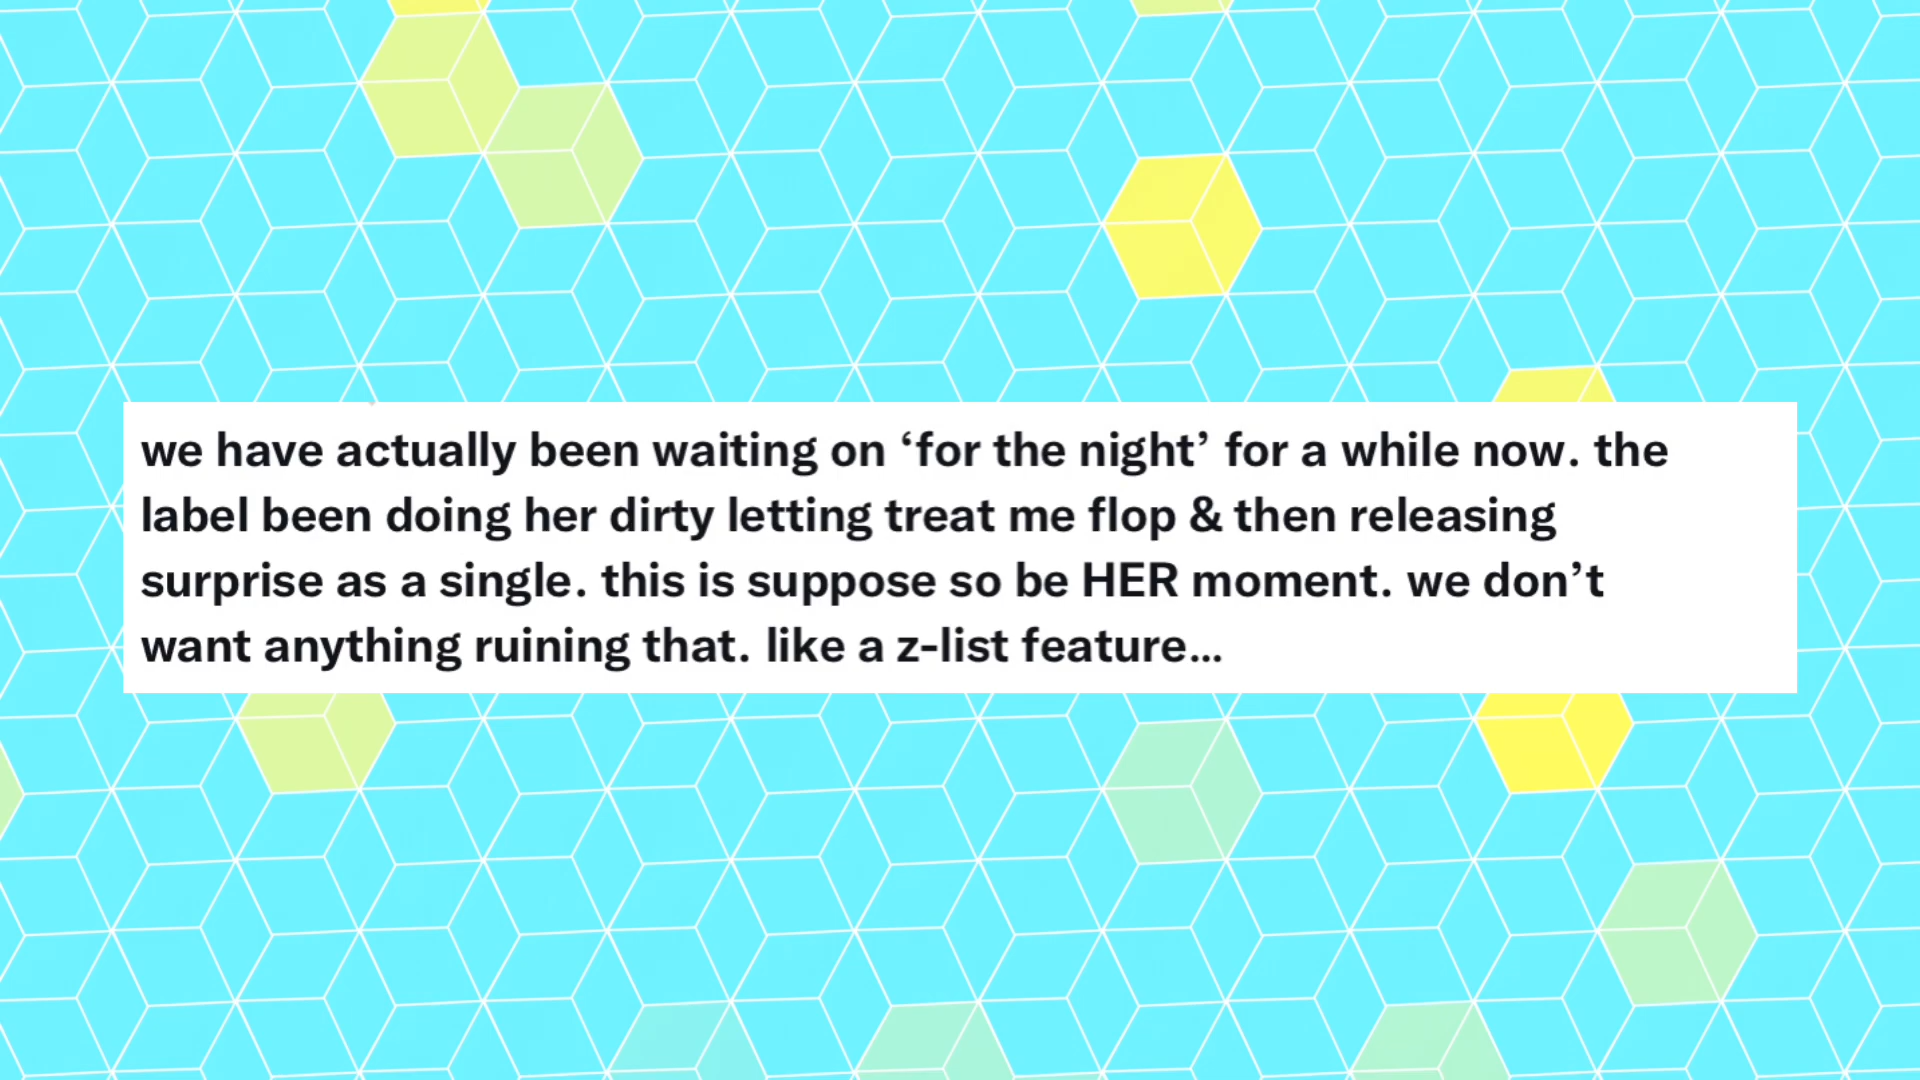 we have actually been waiting on ‘for the night’ for a while now. the
label been doing her dirty letting treat me flop & then releasing
surprise as a single. this is suppose so be HER moment. we don’t
want anything ruining that. like a z-list feature...